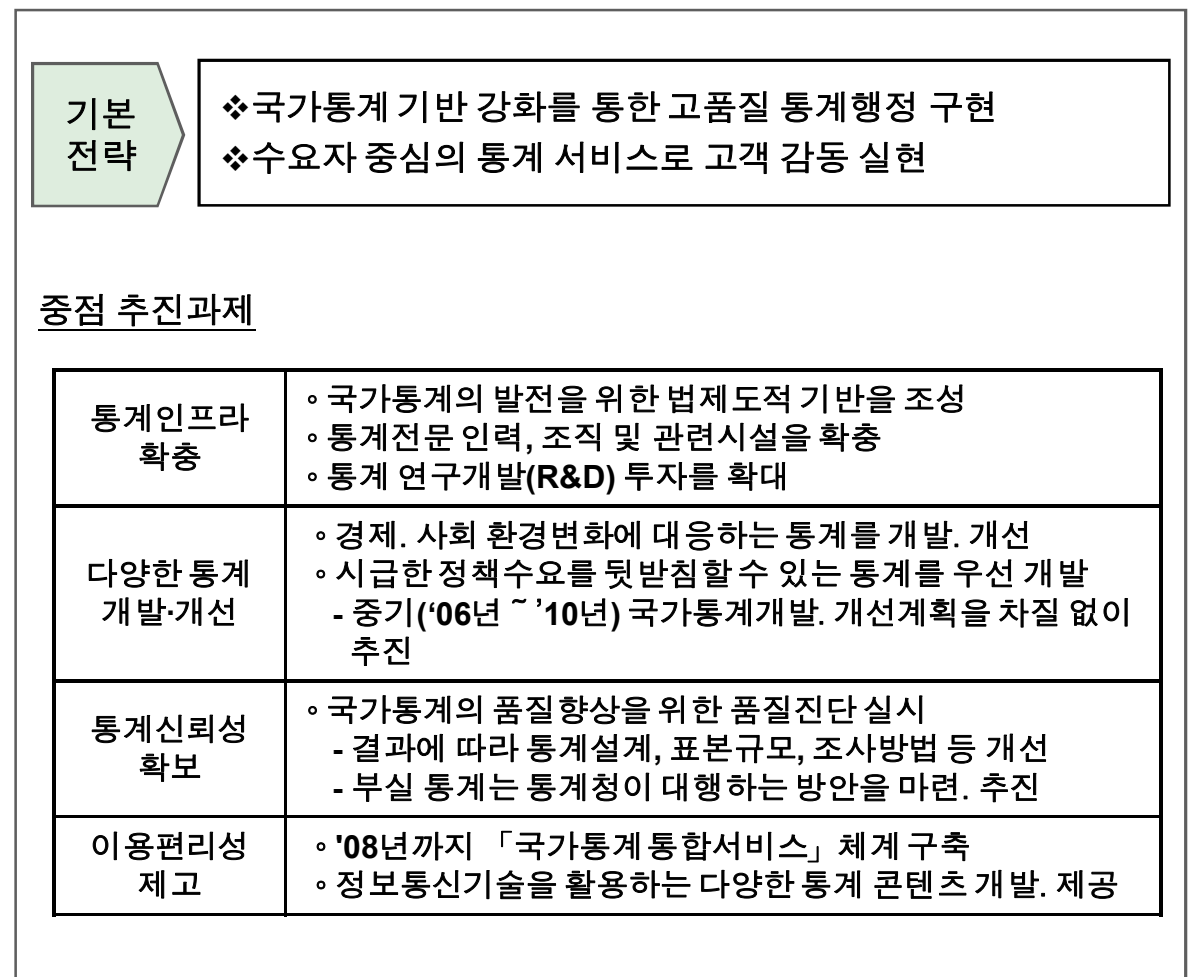 기본
전략
❖국가통계 기반 강화를 통한 고품질 통계행정 구현
❖수요자 중심의 통계 서비스로 고객 감동 실현
중점 추진과제
통계인프라
확충
◦국가통계의 발전을 위한 법제도적 기반을 조성
◦통계전문 인력, 조직 및 관련시설을 확충
◦통계 연구개발(R&D) 투자를 확대
다양한 통계
개발·개선
◦경제. 사회 환경변화에 대응하는 통계를 개발. 개선
◦시급한 정책수요를 뒷받침할 수 있는 통계를 우선 개발
- 중기(‘06년 ~ ’10년) 국가통계개발. 개선계획을 차질 없이
추진
통계신뢰성
확보
◦국가통계의 품질향상을 위한 품질진단 실시
- 결과에 따라 통계설계, 표본규모, 조사방법 등 개선
- 부실 통계는 통계청이 대행하는 방안을 마련. 추진
이용편리성
제고
◦'08년까지 「국가통계 통합서비스」 체계 구축
◦정보통신기술을 활용하는 다양한 통계 콘텐츠 개발. 제공